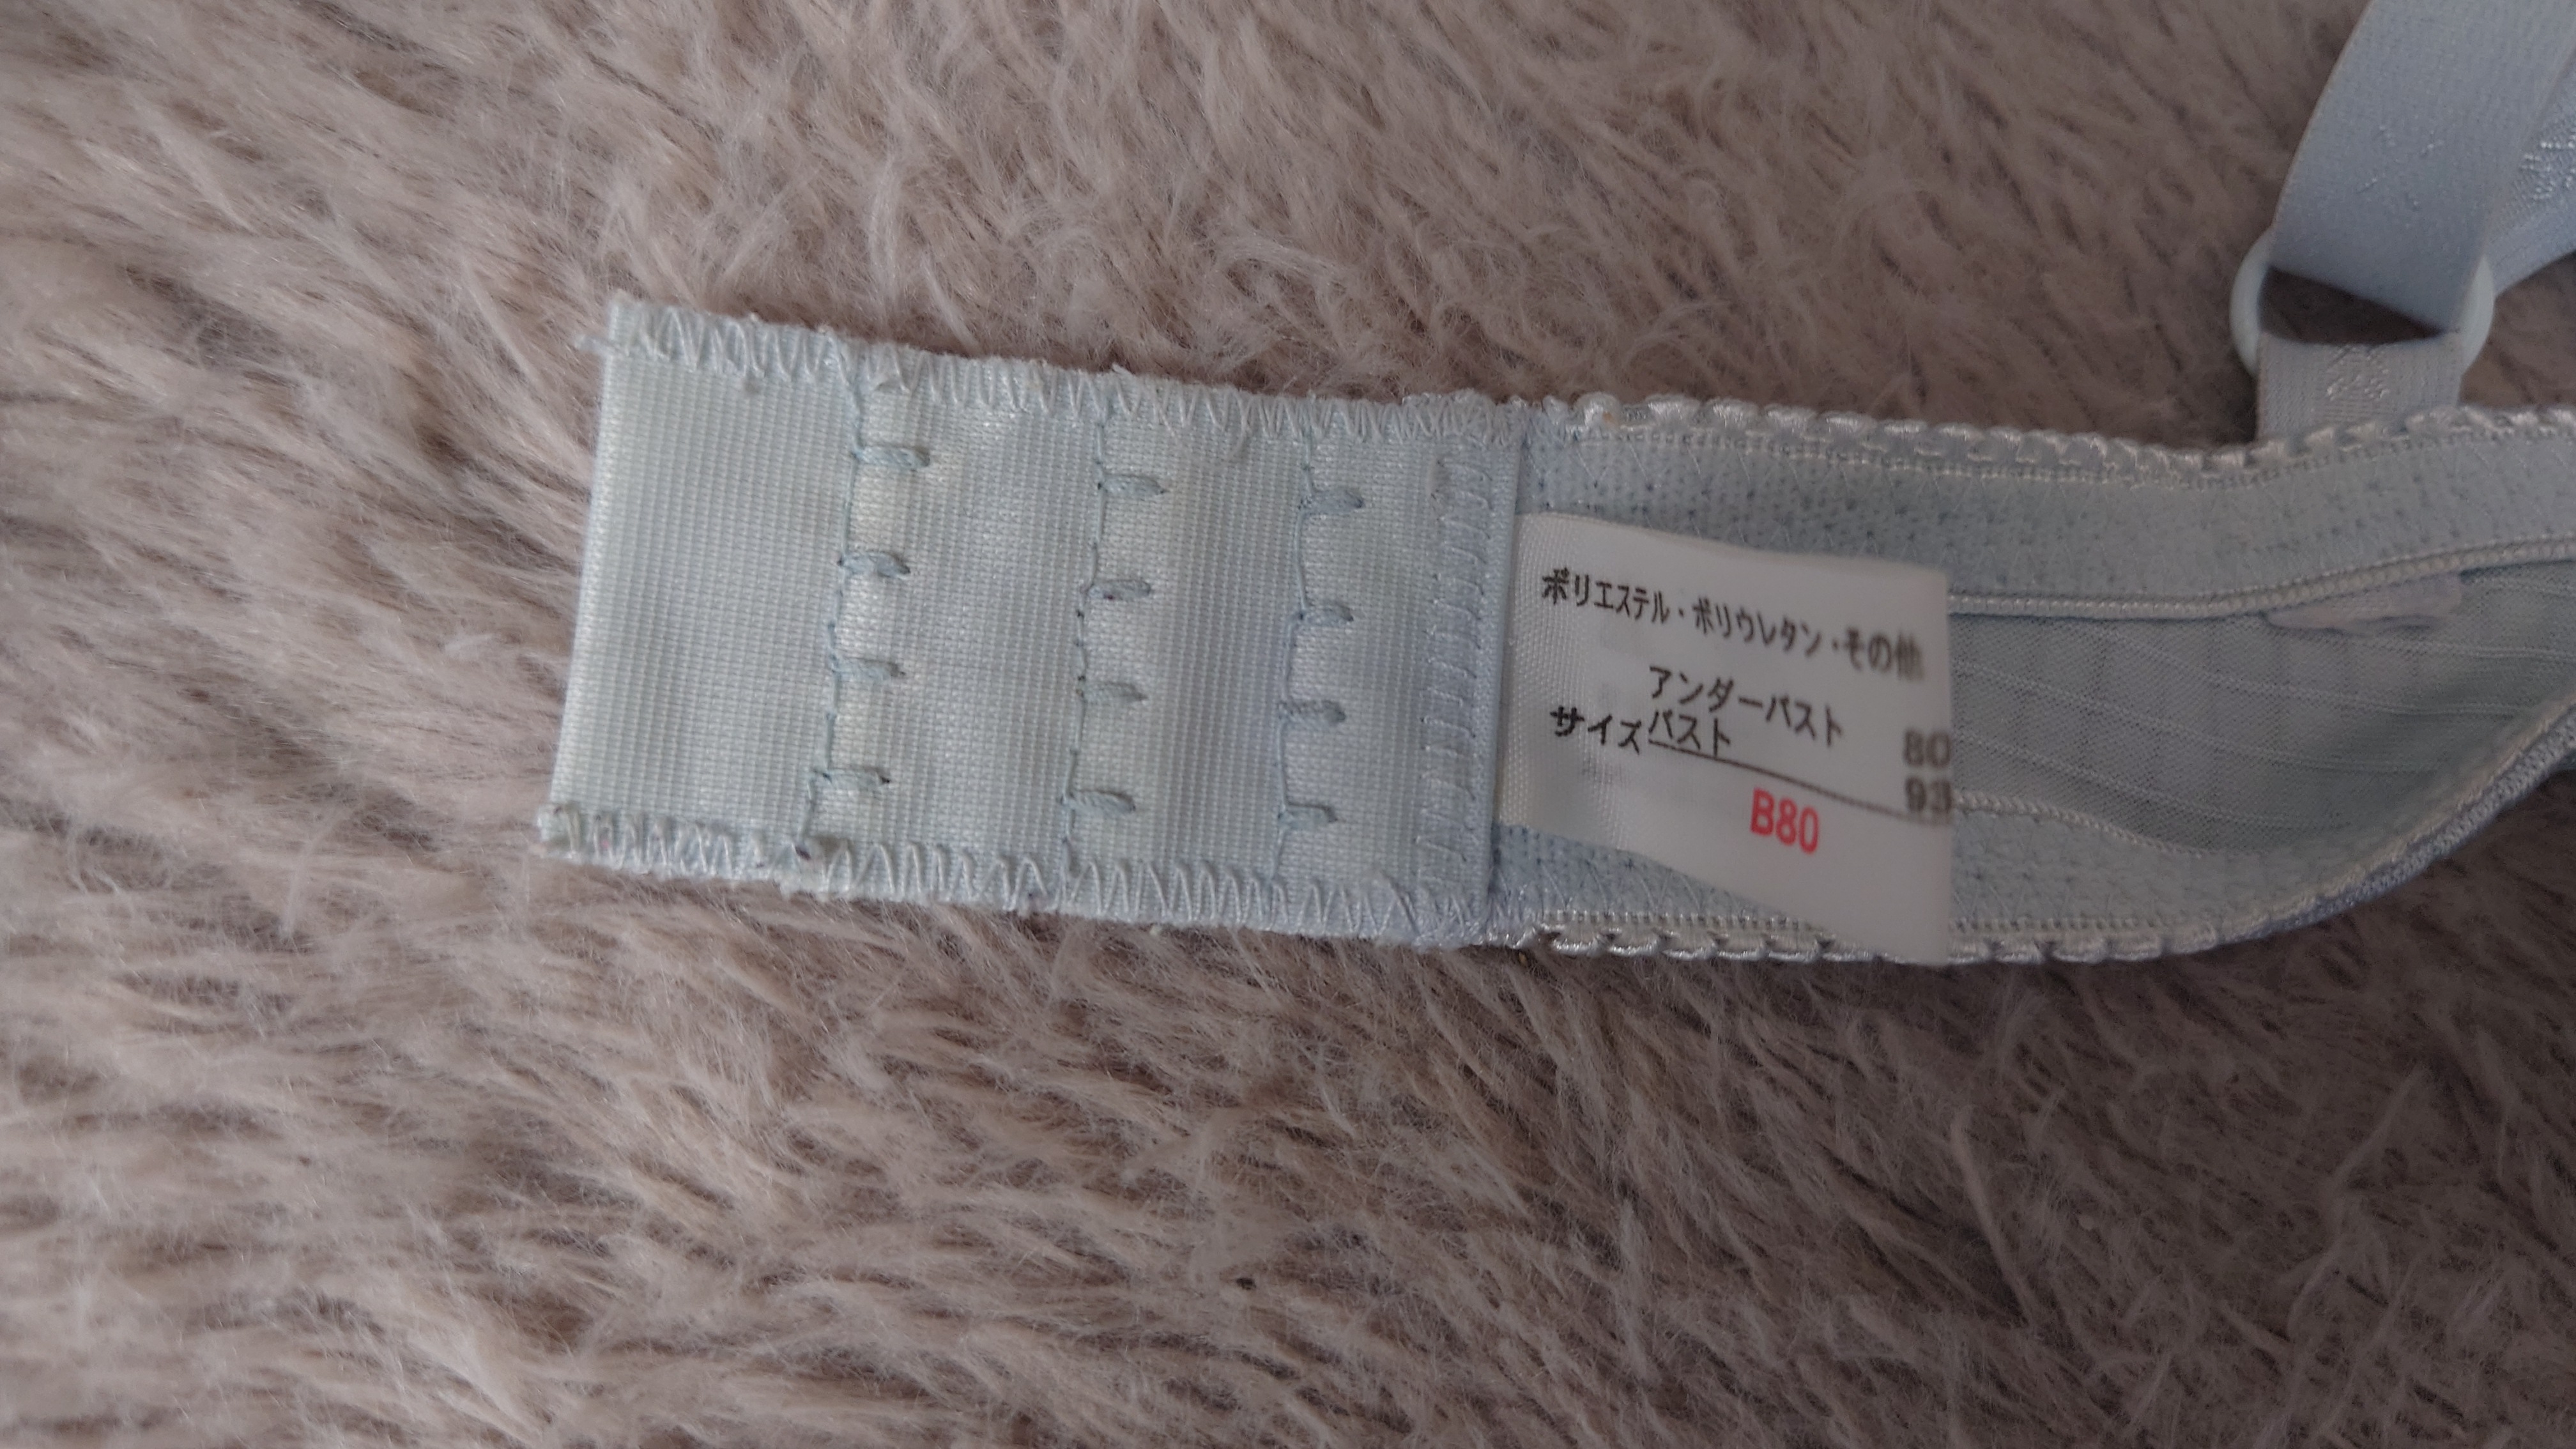 ポリエステル・ポリウレタン・その他
アンダーバスト 80
サイズ バスト 93
B80